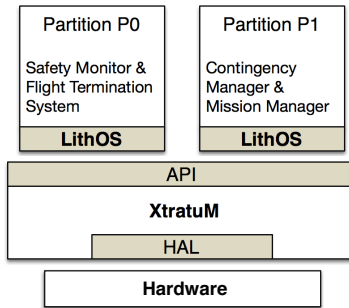 Partition P0
Safety Monitor &
Flight Termination
System
LithOS
Partition P1
Contingency
Manager &
Mission Manager
LithOS
API
XtratuM
HAL
Hardware